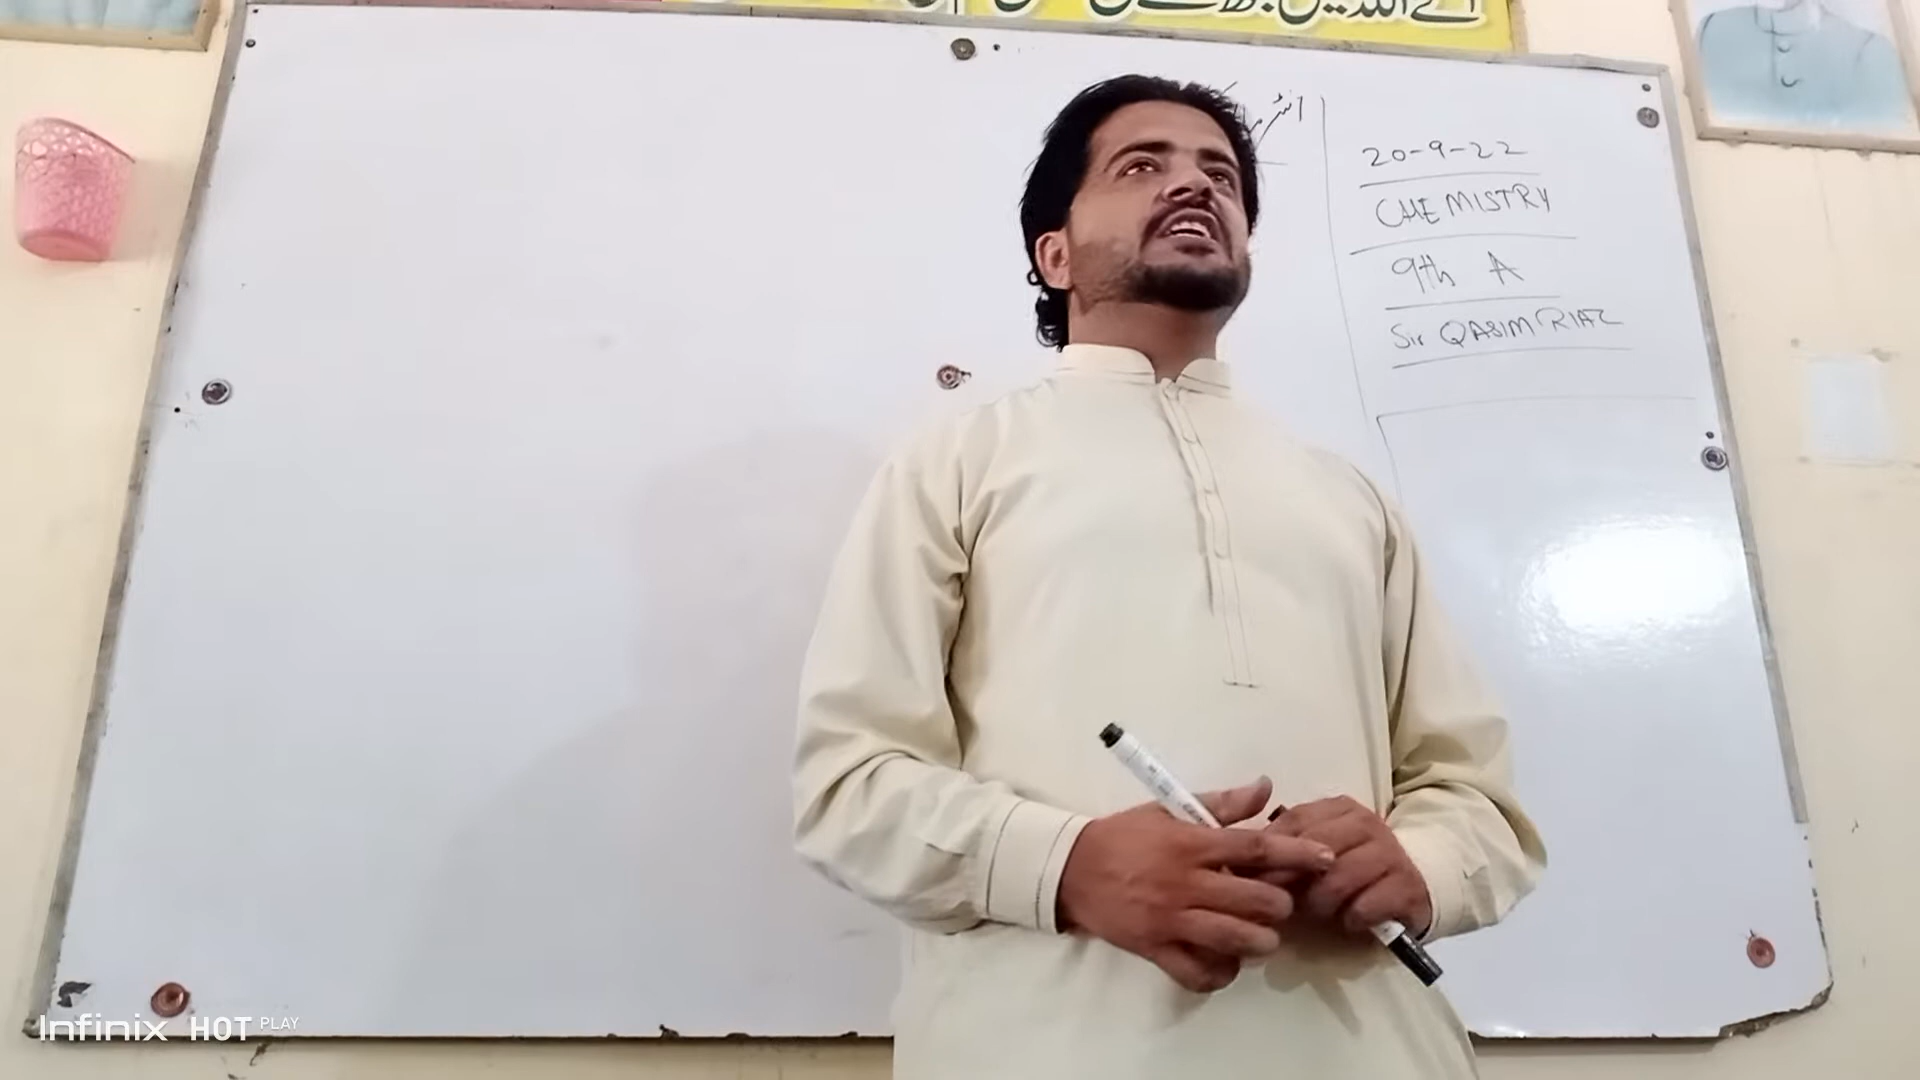 20-9-22
CHEMISTRY
9th A
Sir QASIM RIAZ
Infinix HOT PLAY